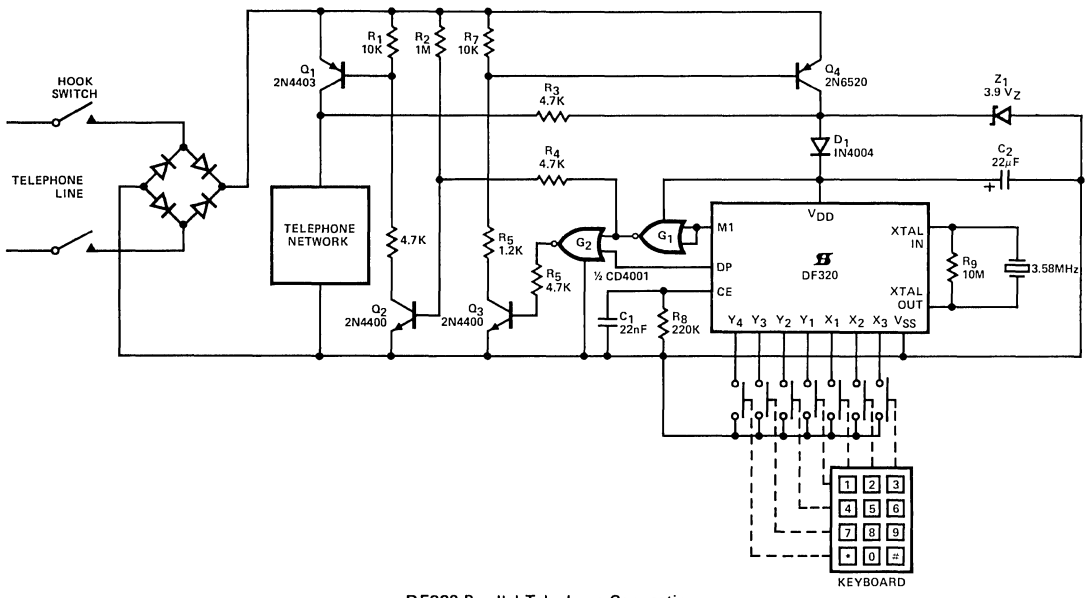 HOOK
SWITCH
TELEPHONE
LINE
Q1
2N4403
R1
10K
R2
1M
R7
10K
R3
4.7K
R4
4.7K
Q4
2N6520
Z1
3.9 VZ
D1
IN4004
C2
22µF
+
TELEPHONE
NETWORK
4.7K
R5
1.2K
G2
G1
½ CD4001
R5
4.7K
Q2
2N4400
Q3
2N4400
C1
22nF
R8
220K
VDD
M1
DP
CE
DF320
XTAL
IN
XTAL
OUT
Y4 Y3 Y2 Y1 X1 X2 X3 VSS
R9
10M
3.58MHz
1 2 3
4 5 6
7 8 9
* 0 #
KEYBOARD